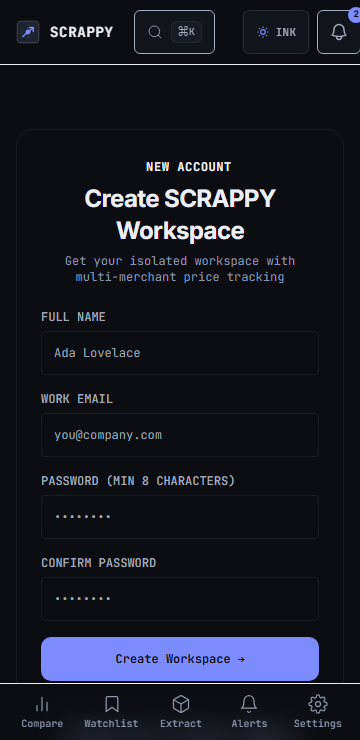 SCRAPPY
⌘K
INK
2
NEW ACCOUNT
Create SCRAPPY
Workspace
Get your isolated workspace with
multi-merchant price tracking
FULL NAME
Ada Lovelace
WORK EMAIL
you@company.com
PASSWORD (MIN 8 CHARACTERS)
••••••••
CONFIRM PASSWORD
••••••••
Create Workspace →
Compare Watchlist Extract Alerts Settings